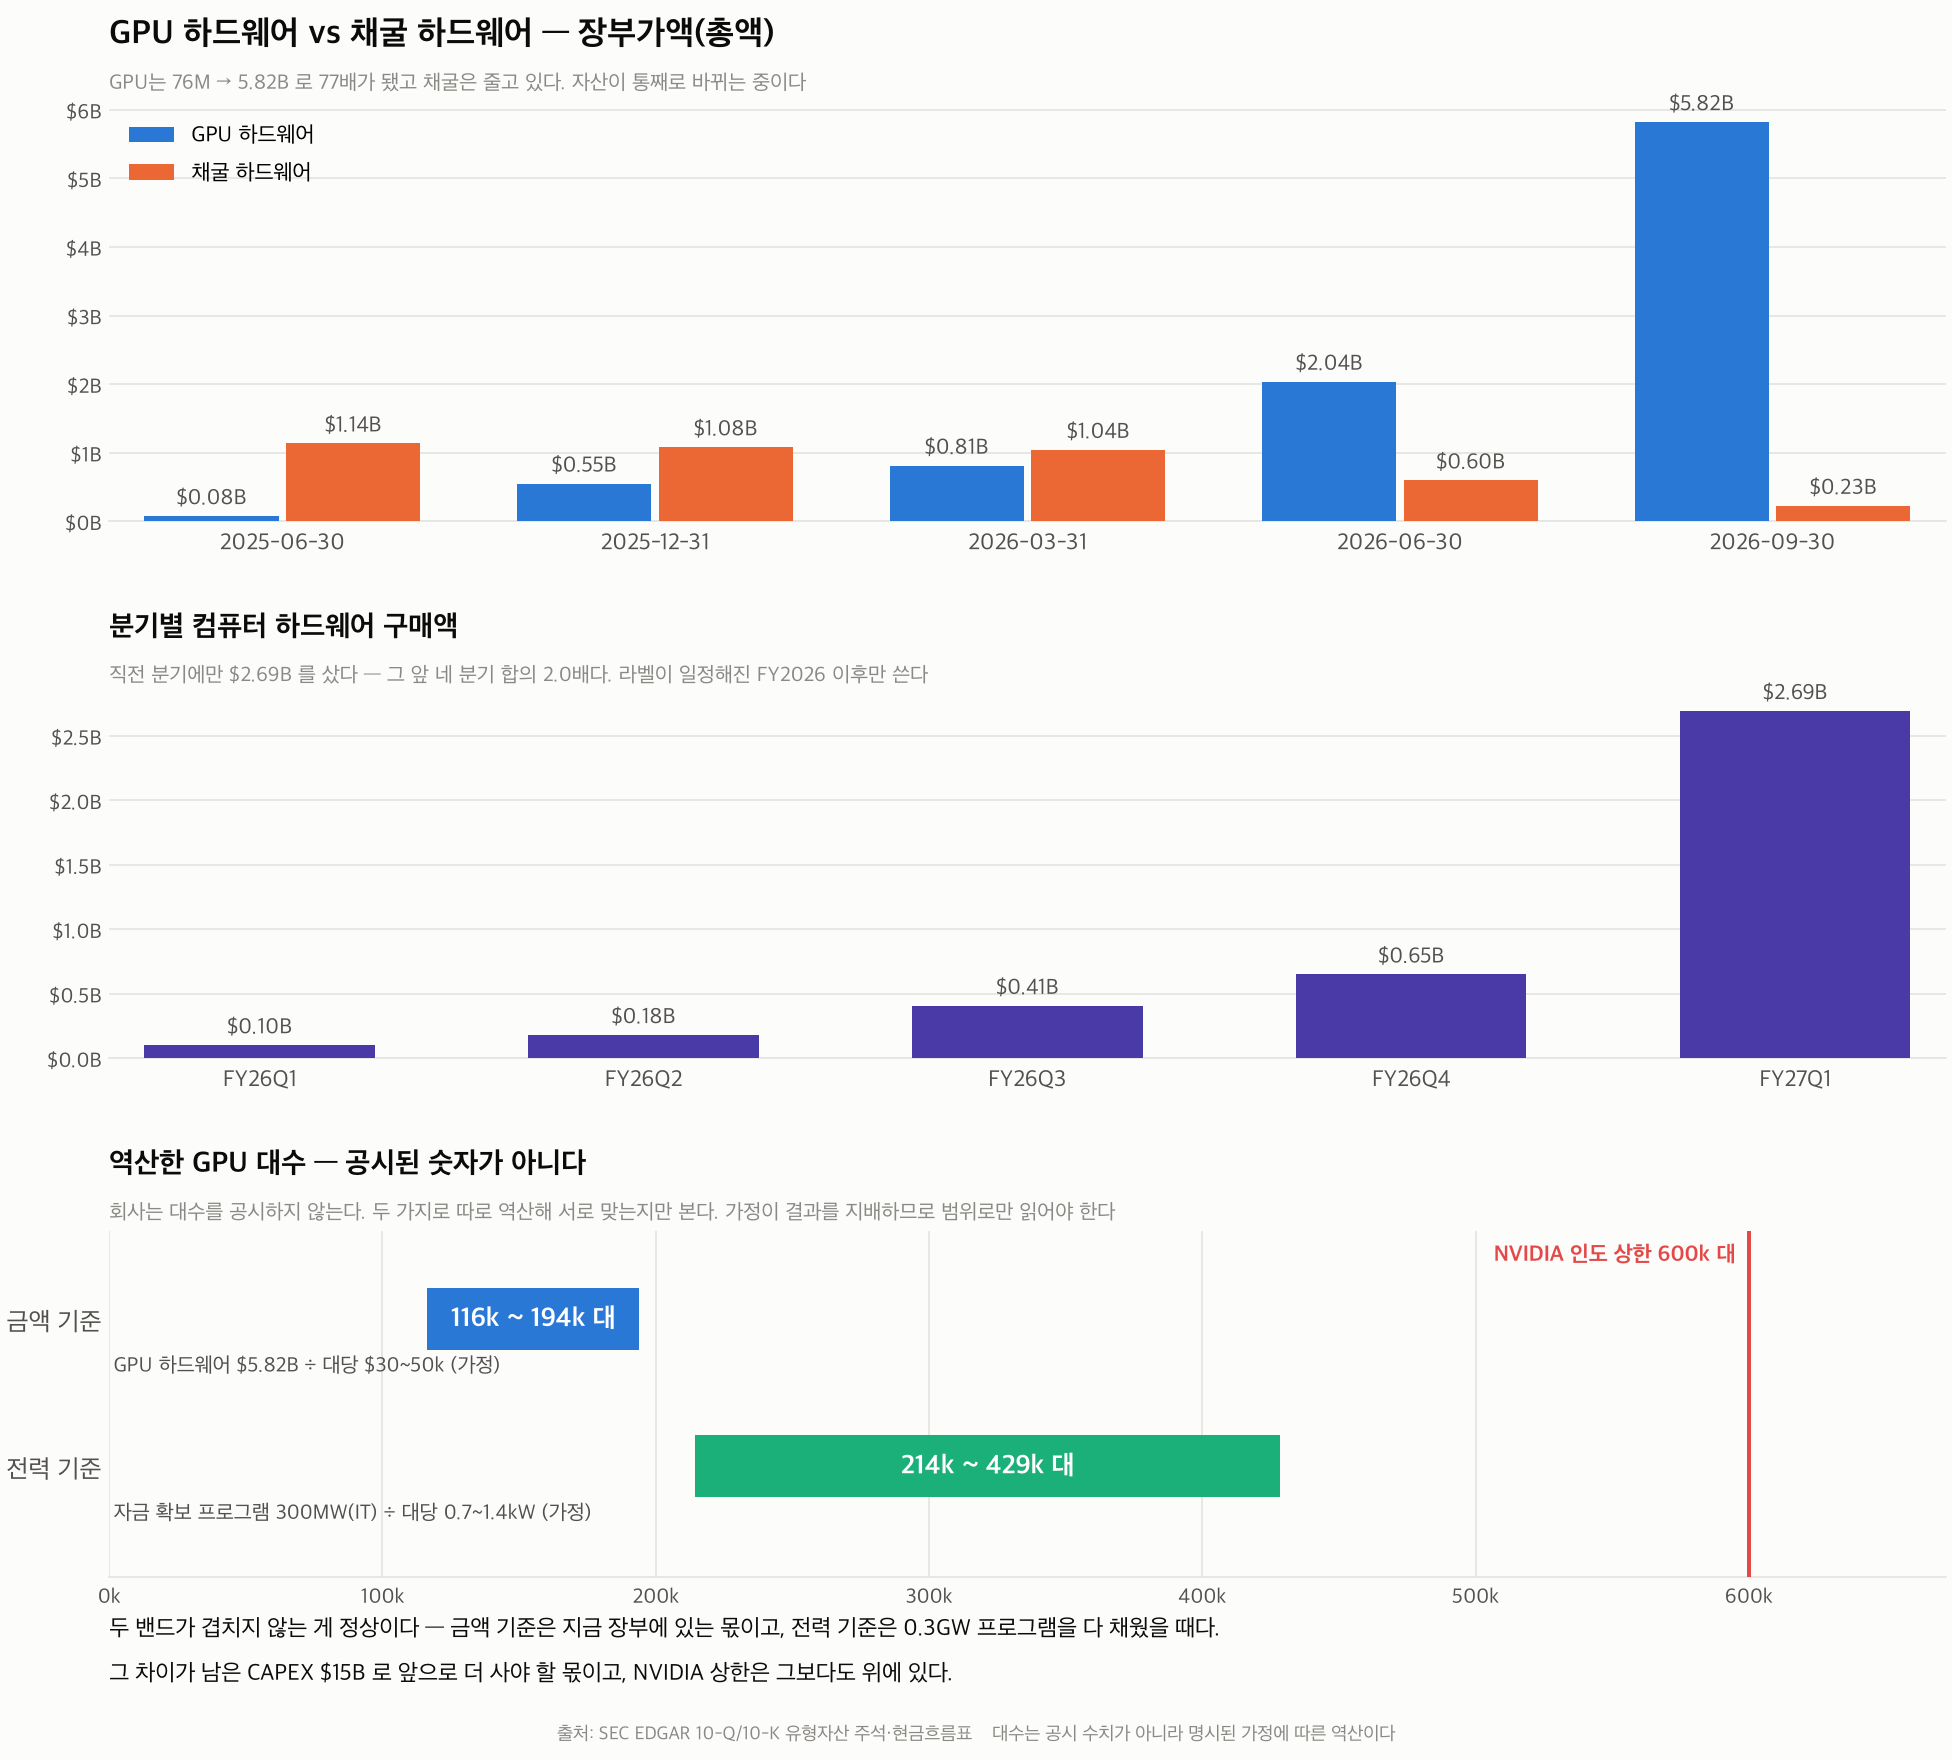 GPU 하드웨어 vs 채굴 하드웨어 — 장부가액(총액)
GPU는 76M → 5.82B 로 77배가 됐고 채굴은 줄고 있다. 자산이 통째로 바뀌는 중이다
$6B
$5B
$4B
$3B
$2B
$1B
$0B
GPU 하드웨어
채굴 하드웨어
$0.08B
$1.14B
$0.55B
$1.08B
$0.81B
$1.04B
$2.04B
$0.60B
$5.82B
$0.23B
2025-06-30
2025-12-31
2026-03-31
2026-06-30
2026-09-30
분기별 컴퓨터 하드웨어 구매액
직전 분기에만 $2.69B 를 샀다 — 그 앞 네 분기 합의 2.0배다. 라벨이 일정해진 FY2026 이후만 쓴다
$2.5B
$2.0B
$1.5B
$1.0B
$0.5B
$0.0B
$0.10B
$0.18B
$0.41B
$0.65B
$2.69B
FY26Q1
FY26Q2
FY26Q3
FY26Q4
FY27Q1
역산한 GPU 대수 — 공시된 숫자가 아니다
회사는 대수를 공시하지 않는다. 두 가지로 따로 역산해 서로 맞는지만 본다. 가정이 결과를 지배하므로 범위로만 읽어야 한다
NVIDIA 인도 상한 600k 대
금액 기준
116k ~ 194k 대
GPU 하드웨어 $5.82B ÷ 대당 $30~50k (가정)
전력 기준
214k ~ 429k 대
자금 확보 프로그램 300MW(IT) ÷ 대당 0.7~1.4kW (가정)
0k
100k
200k
300k
400k
500k
600k
두 밴드가 겹치지 않는 게 정상이다 — 금액 기준은 지금 장부에 있는 몫이고, 전력 기준은 0.3GW 프로그램을 다 채웠을 때다.
그 차이가 남은 CAPEX $15B 로 앞으로 더 사야 할 몫이고, NVIDIA 상한은 그보다도 위에 있다.
출처: SEC EDGAR 10-Q/10-K 유형자산 주석·현금흐름표 대수는 공시 수치가 아니라 명시된 가정에 따른 역산이다